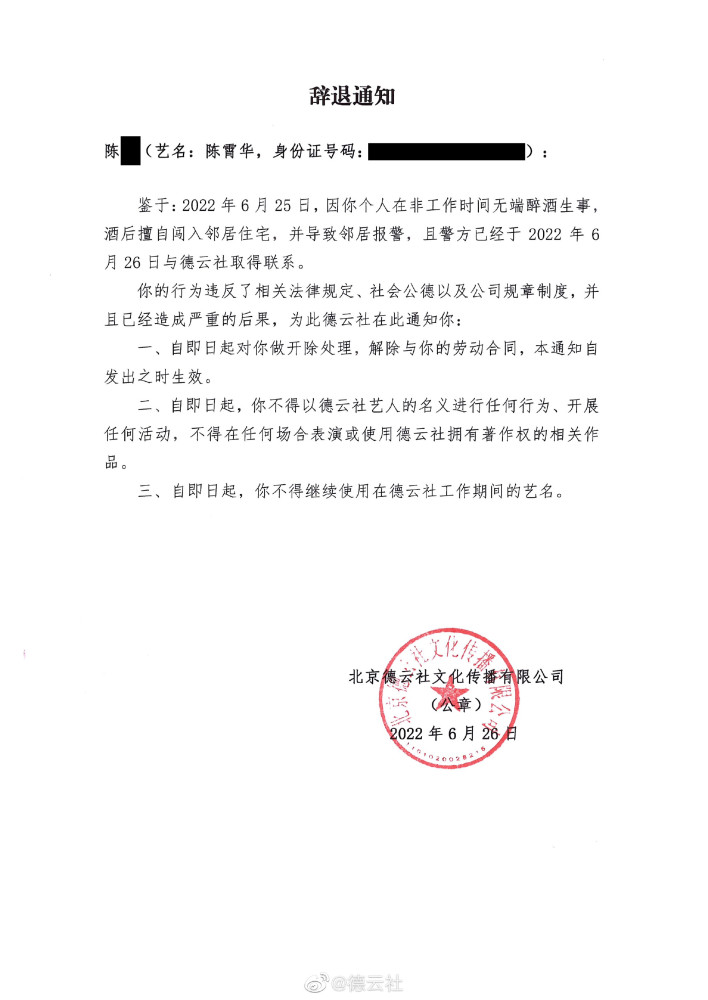 辞退通知
陈 (艺名：陈霄华，身份证号码： )：
鉴于：2022 年 6 月 25 日，因你个人在非工作时间无端醉酒生事，
酒后擅自闯入邻居住宅，并导致邻居报警，且警方已经于 2022 年 6
月 26 日与德云社取得联系。
你的行为违反了相关法律规定、社会公德以及公司规章制度，并
且已经造成严重的后果，为此德云社在此通知你：
一、自即日起对你做开除处理，解除与你的劳动合同，本通知自
发出之时生效。
二、自即日起，你不得以德云社艺人的名义进行任何行为、开展
任何活动，不得在任何场合表演或使用德云社拥有著作权的相关作
品。
三、自即日起，你不得继续使用在德云社工作期间的艺名。
北京德云社文化传播有限公司
（公章）
2022 年 6 月 26 日
北京德云社文化传播有限公司
1101020028216
@德云社